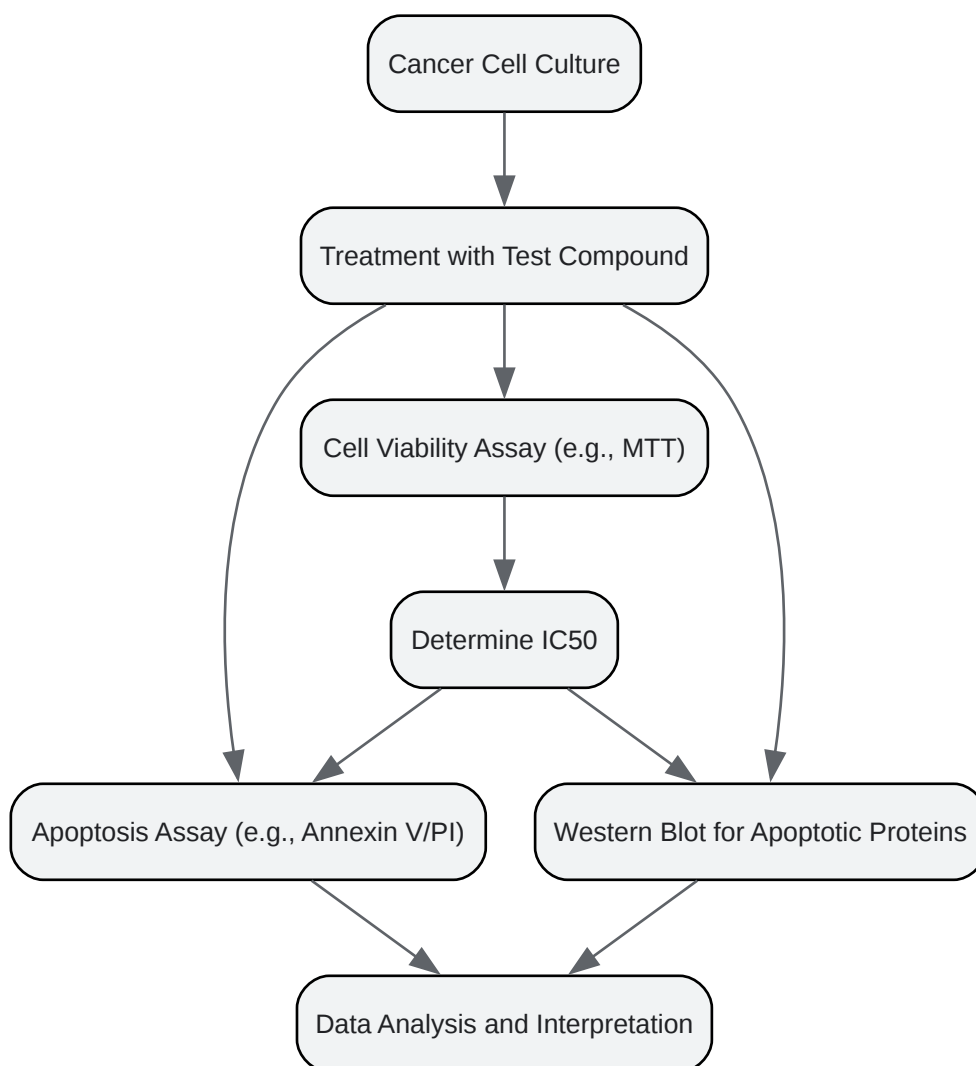 Cancer Cell Culture
Treatment with Test Compound
Cell Viability Assay (e.g., MTT)
Determine IC50
Apoptosis Assay (e.g., Annexin V/PI)
Western Blot for Apoptotic Proteins
Data Analysis and Interpretation